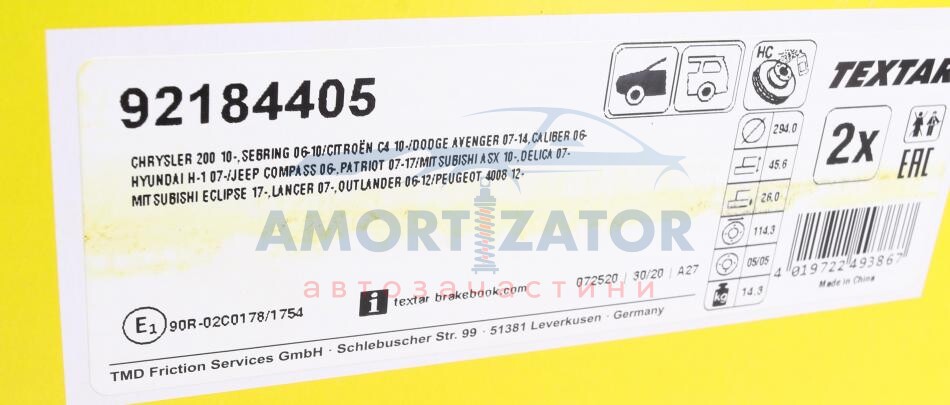 92184405
CHRYSLER 200 10-,SEBRING 06-10/CITROËN C4 10-/DODGE AVENGER 07-14,CALIBER 06-
HYUNDAI H-1 07-/JEEP COMPASS 06-,PATRIOT 07-17/MITSUBISHI ASX 10-,DELICA 07-
MITSUBISHI ECLIPSE 17-,LANCER 07-,OUTLANDER 06-12/PEUGEOT 4008 12-
HC
TEXTAR
294.0
45.6
26.0
114.3
05/05
kg 14.3
2x
EAC
4 019722 493867
Made in China
AMORTIZATOR
автозапчастини
072520 | 30/20 | A27
i textar brakebook.com
E1 90R-02C0178/1754
TMD Friction Services GmbH · Schlebuscher Str. 99 · 51381 Leverkusen · Germany